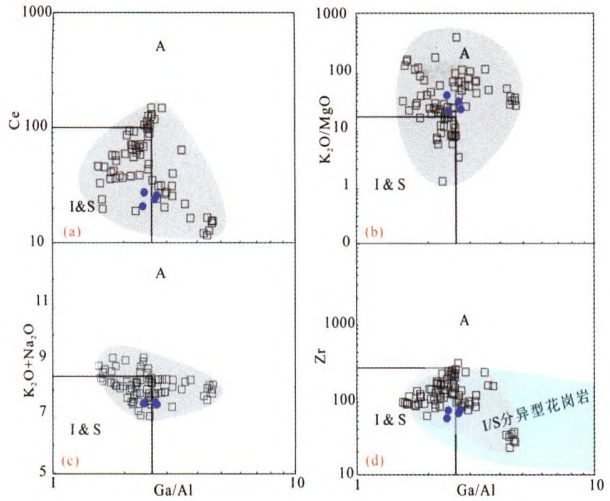 1000
A
Ce
100
I&S
(a)
10
1000
A
100
K₂O/MgO
10
1
I & S
(b)
0
A
11
9
K₂O+Na₂O
7
I & S
(c)
5
1
Ga/Al
10
A
1000
Zr
100
I&S
I/S分异型花岗岩
(d)
10
1
Ga/Al
10